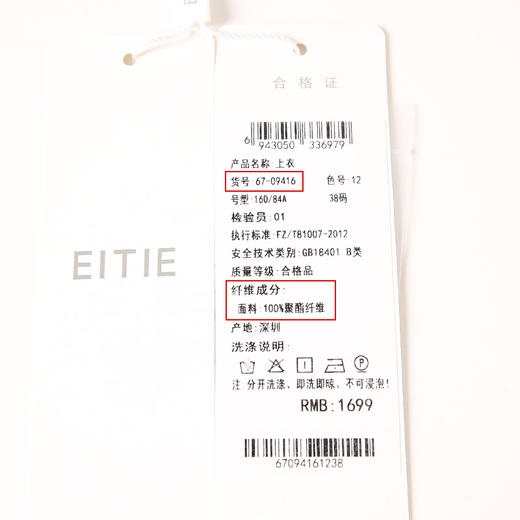 合格证
6 943050 336979
产品名称 上衣
货号 67-09416 色号:12
号型:160/84A 38码
检验员:01
执行标准:FZ/T81007-2012
安全技术类别:GB18401 B类
质量等级:合格品
纤维成分:
面料:100%聚酯纤维
产地:深圳
洗涤说明:
注:分开洗涤、即洗即晾、不可浸泡!
RMB:1699
67094161238
EITIE